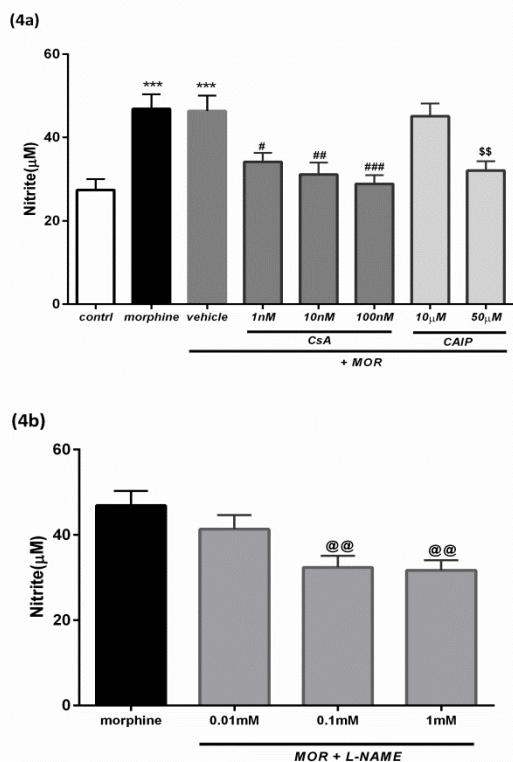 (4a)
60
40
20
0
Nitrite(μM)
***
***
#
##
###
$$
contrl morphine vehicle 1nM 10nM 100nM 10μM 50μM
CsA CAIP
+ MOR
(4b)
60
40
20
0
Nitrite(μM)
@@
@@
morphine 0.01mM 0.1mM 1mM
MOR + L-NAME